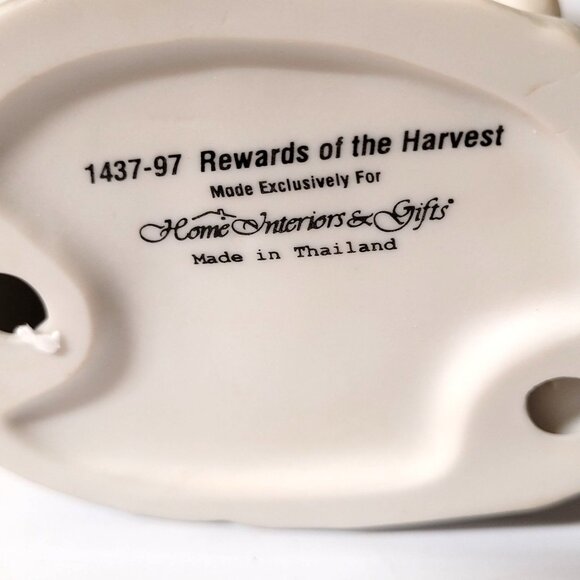 1437-97 Rewards of the Harvest
Made Exclusively For
Home Interiors & Gifts®
Made in Thailand